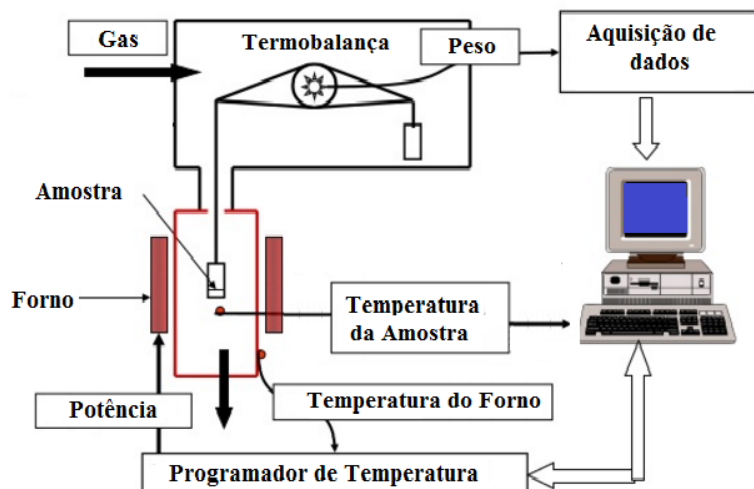 Gas
Termobalança
Peso
Aquisição de
dados
Amostra
Forno
Temperatura
da Amostra
Potência
Temperatura do Forno
Programador de Temperatura